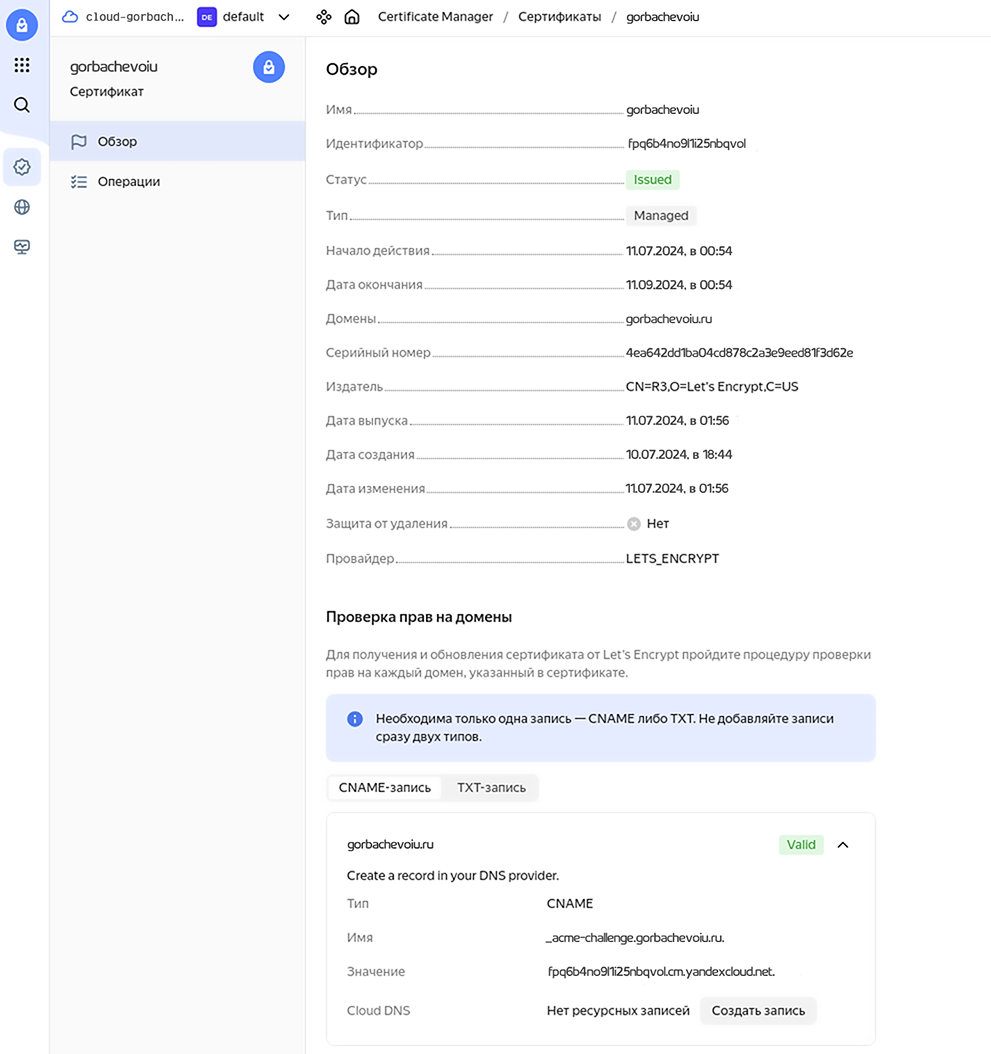 cloud-gorbach... DE default Certificate Manager / Сертификаты / gorbachevoiu
gorbachevoiu
Сертификат
Обзор
Операции
Обзор
Имя gorbachevoiu
Идентификатор fpq6b4no9l1i25nbqvol
Статус Issued
Тип Managed
Начало действия 11.07.2024, в 00:54
Дата окончания 11.09.2024, в 00:54
Домены gorbachevoiu.ru
Серийный номер 4ea642dd1ba04cd878c2a3e9eed81f3d62e
Издатель CN=R3,O=Let's Encrypt,C=US
Дата выпуска 11.07.2024, в 01:56
Дата создания 10.07.2024, в 18:44
Дата изменения 11.07.2024, в 01:56
Защита от удаления Нет
Провайдер LETS_ENCRYPT
Проверка прав на домены
Для получения и обновления сертификата от Let's Encrypt пройдите процедуру проверки
прав на каждый домен, указанный в сертификате.
Необходима только одна запись — CNAME либо TXT. Не добавляйте записи
сразу двух типов.
CNAME-запись TXT-запись
gorbachevoiu.ru Valid
Create a record in your DNS provider.
Тип CNAME
Имя _acme-challenge.gorbachevoiu.ru.
Значение fpq6b4no9l1i25nbqvol.cm.yandexcloud.net.
Cloud DNS Нет ресурсных записей Создать запись